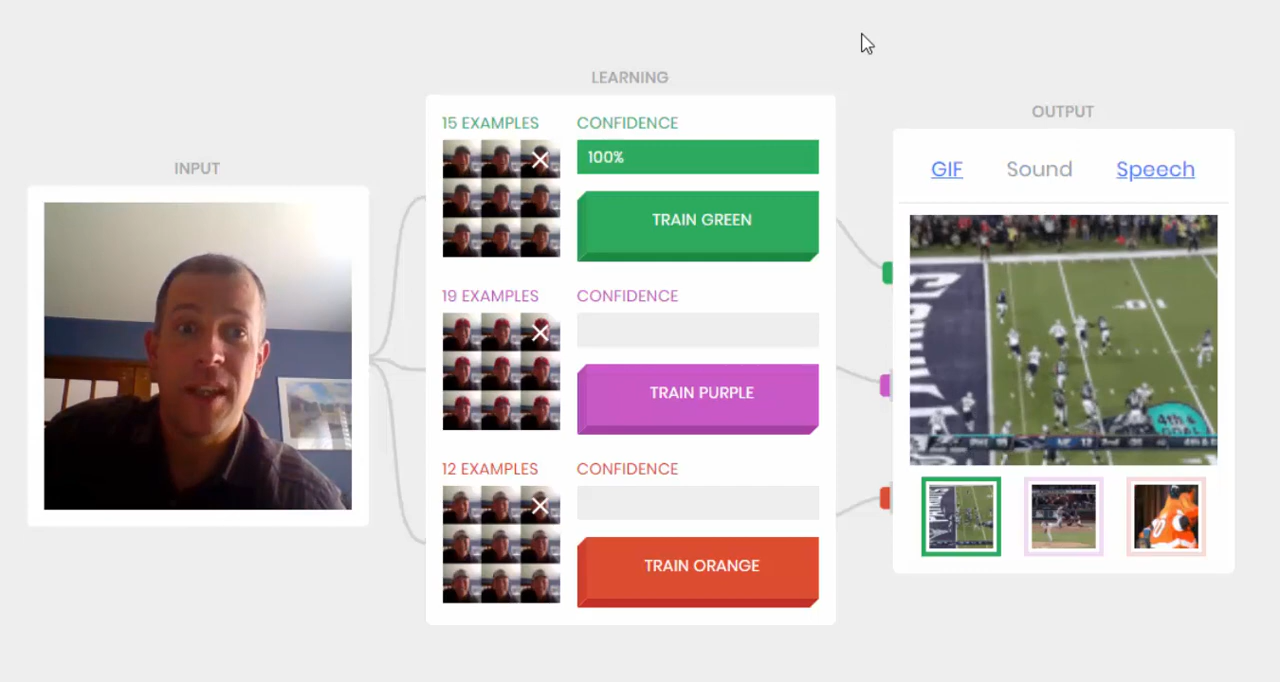 LEARNING
OUTPUT
INPUT
15 EXAMPLES CONFIDENCE
100%
TRAIN GREEN
19 EXAMPLES CONFIDENCE
TRAIN PURPLE
12 EXAMPLES CONFIDENCE
TRAIN ORANGE
GIF Sound Speech
4th &